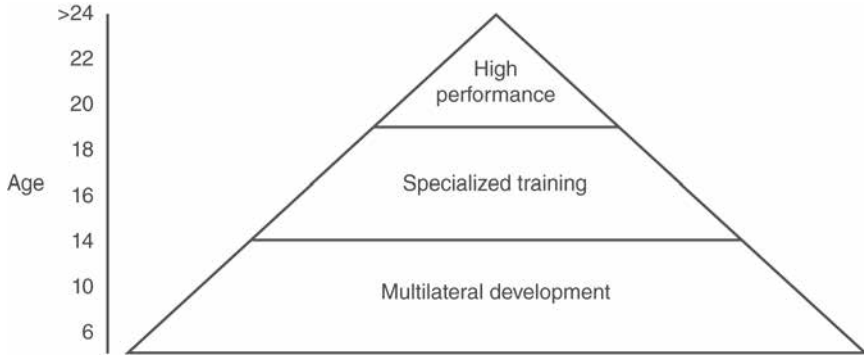 >24
22
High
performance
20
18
Age
Specialized training
16
14
10
Multilateral development
6